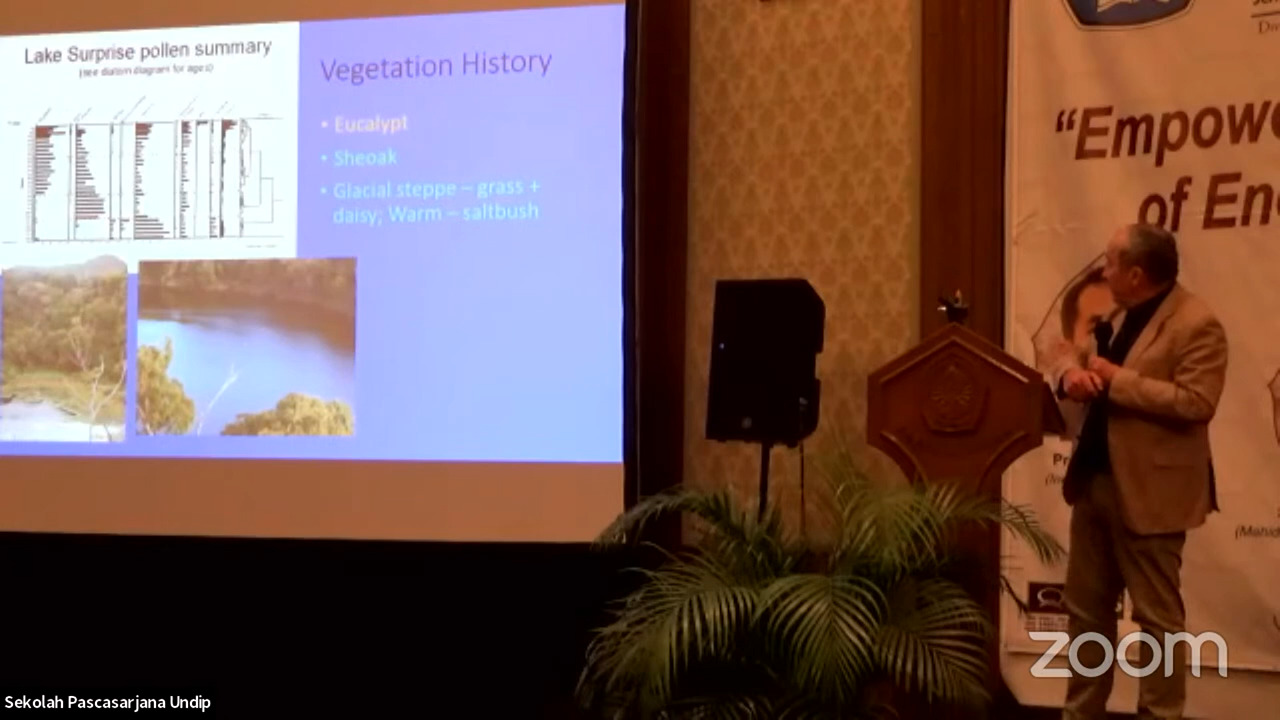 Lake Surprise pollen summary
(see diatom diagram for ages)
Vegetation History
• Eucalypt
• Sheoak
• Glacial steppe – grass +
daisy; Warm – saltbush
“Empow
of En
zoom
Sekolah Pascasarjana Undip